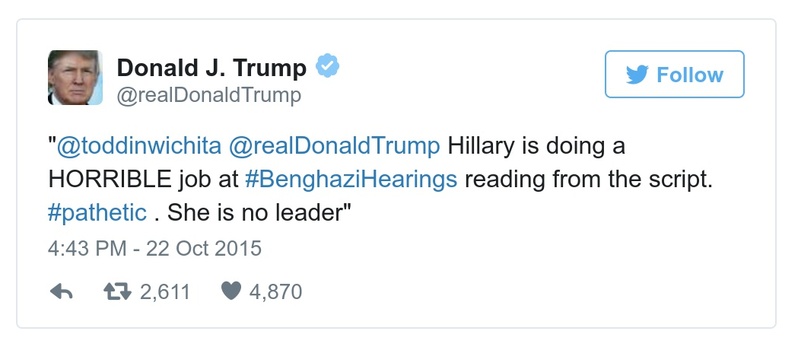 Donald J. Trump
@realDonaldTrump
Follow
"@toddinwichita @realDonaldTrump Hillary is doing a
HORRIBLE job at #BenghaziHearings reading from the script.
#pathetic . She is no leader"
4:43 PM - 22 Oct 2015
2,611 4,870